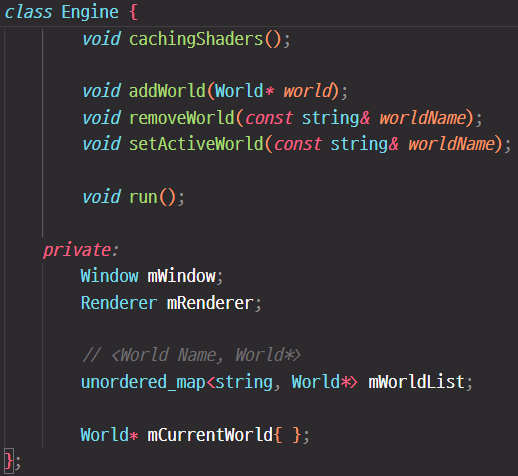 class Engine {
void cachingShaders();
void addWorld(World* world);
void removeWorld(const string& worldName);
void setActiveWorld(const string& worldName);
void run();
private:
Window mWindow;
Renderer mRenderer;
// <World Name, World*>
unordered_map<string, World*> mWorldList;
World* mCurrentWorld{ };
};